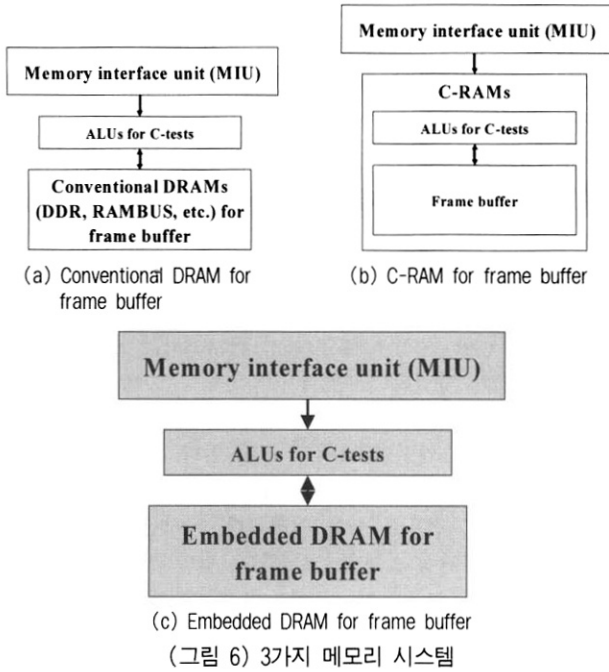 Memory interface unit (MIU)
ALUs for C-tests
Conventional DRAMs
(DDR, RAMBUS, etc.) for
frame buffer
(a) Conventional DRAM for
frame buffer
Memory interface unit (MIU)
C-RAMs
ALUs for C-tests
Frame buffer
(b) C-RAM for frame buffer
Memory interface unit (MIU)
ALUs for C-tests
Embedded DRAM for
frame buffer
(c) Embedded DRAM for frame buffer
(그림 6) 3가지 메모리 시스템